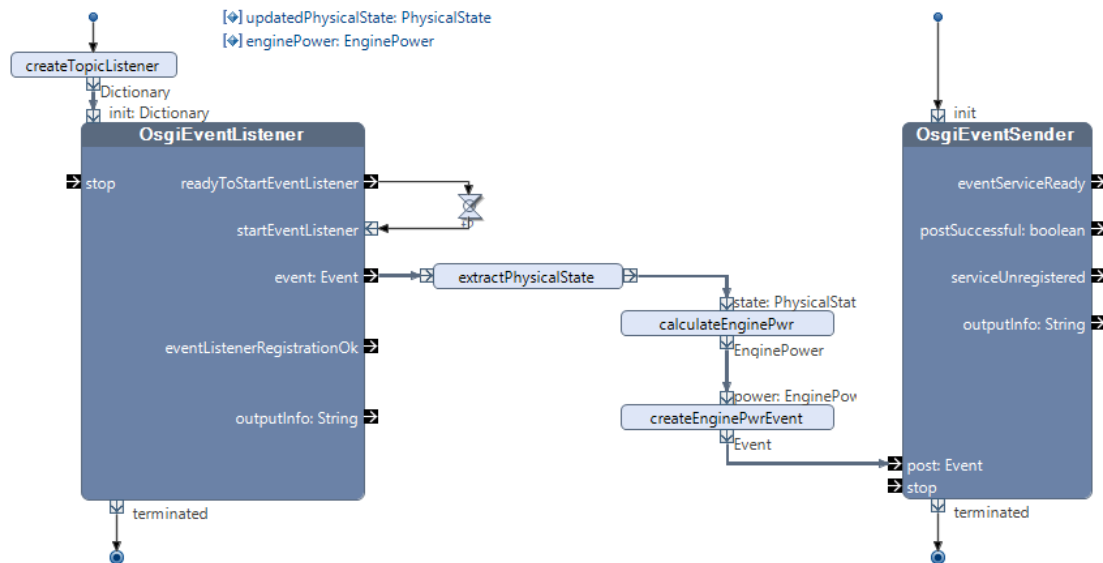 [◈] updatedPhysicalState: PhysicalState
[◈] enginePower: EnginePower
createTopicListener
Dictionary
init: Dictionary
OsgiEventListener
stop
readyToStartEventListener
startEventListener
event: Event
eventListenerRegistrationOk
outputInfo: String
terminated
extractPhysicalState
state: PhysicalStat
calculateEnginePwr
EnginePower
power: EnginePow
createEnginePwrEvent
Event
init
OsgiEventSender
eventServiceReady
postSuccessful: boolean
serviceUnregistered
outputInfo: String
post: Event
stop
terminated